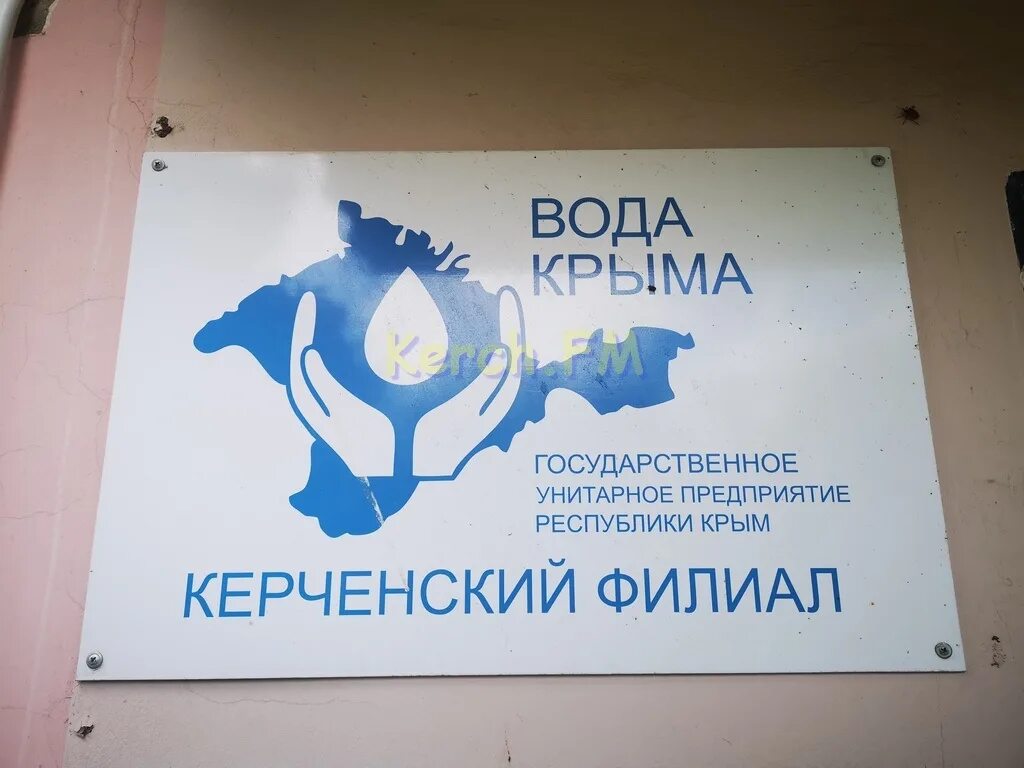 ВОДА
КРЫМА
Kerch.FM
ГОСУДАРСТВЕННОЕ
УНИТАРНОЕ ПРЕДПРИЯТИЕ
РЕСПУБЛИКИ КРЫМ
КЕРЧЕНСКИЙ ФИЛИАЛ